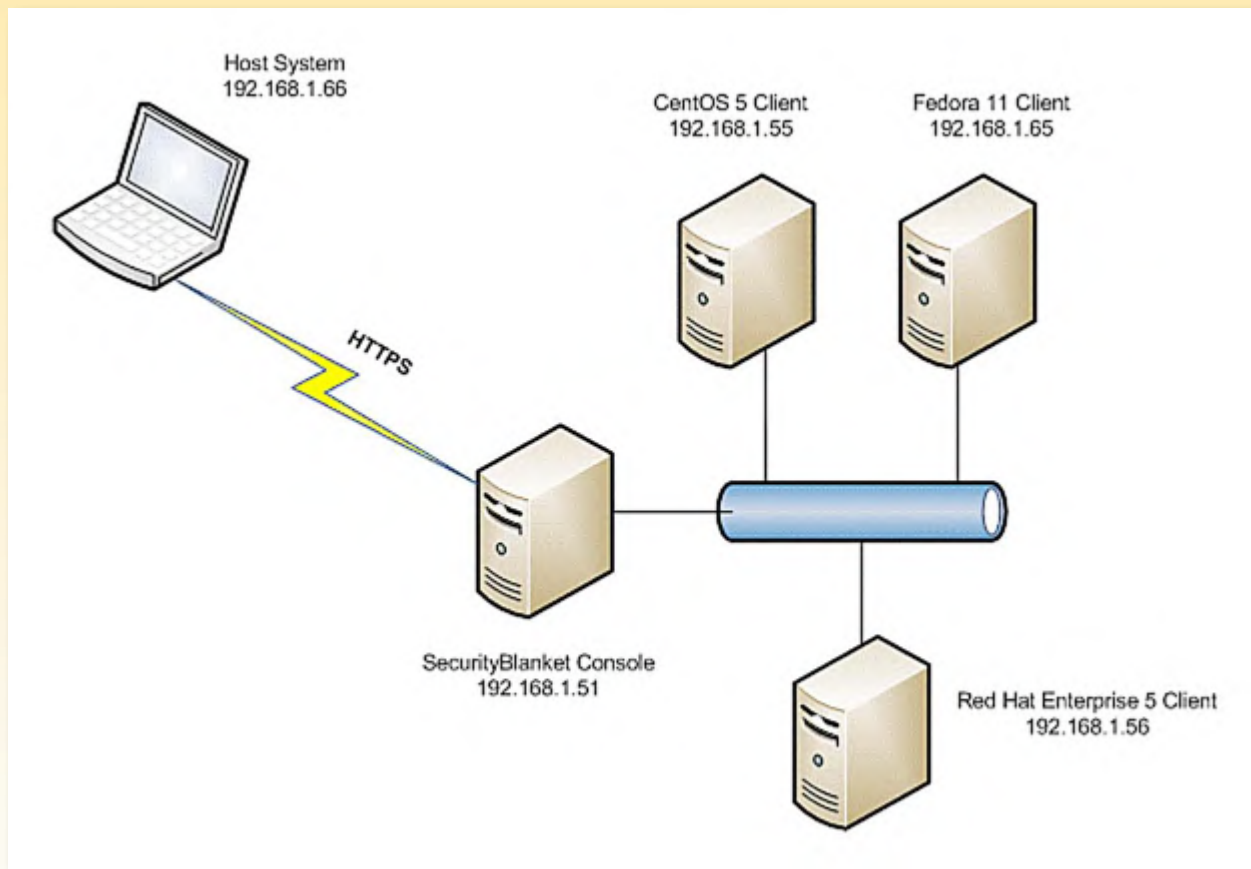 Host System
192.168.1.66
CentOS 5 Client
192.168.1.55
Fedora 11 Client
192.168.1.65
HTTPS
SecurityBlanket Console
192.168.1.51
Red Hat Enterprise 5 Client
192.168.1.56